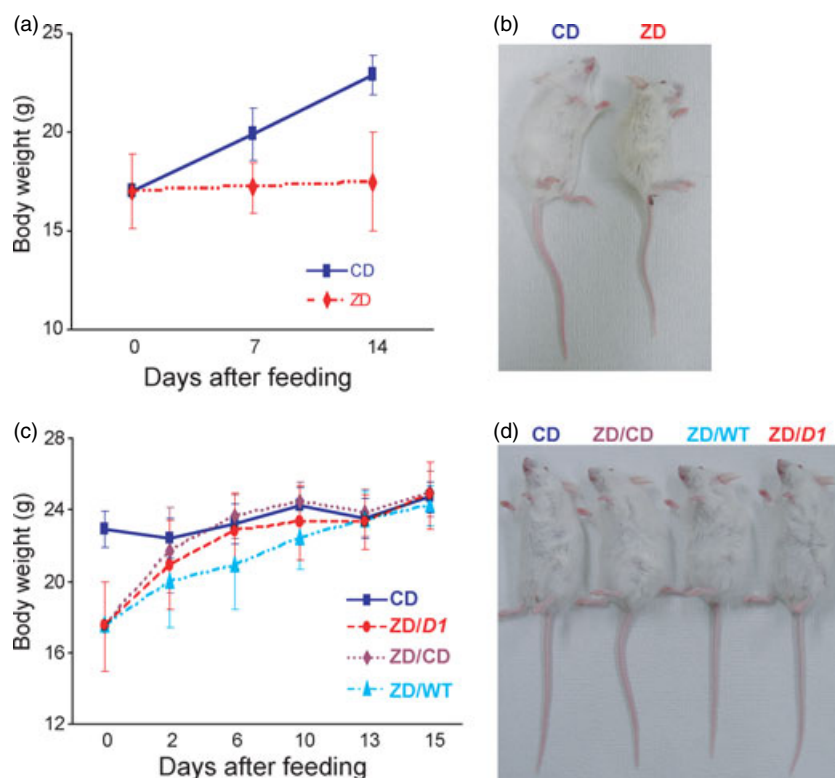 (a)
25
20
15
10
Body weight (g)
CD
ZD
0 7 14
Days after feeding
(b)
CD ZD
(c)
28
24
20
16
12
Body weight (g)
CD
ZD/D1
ZD/CD
ZD/WT
0 2 6 10 13 15
Days after feeding
(d)
CD ZD/CD ZD/WT ZD/D1